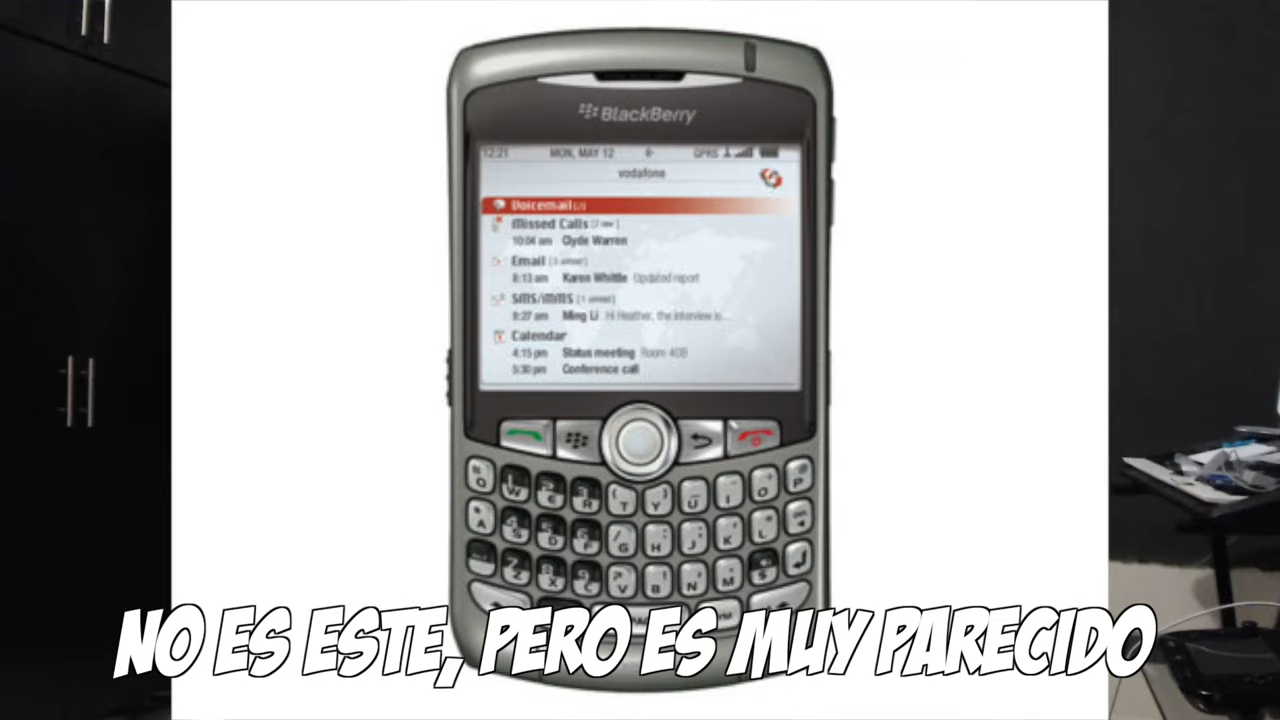 BlackBerry
12:21 MON, MAY 12 GPRS
vodafone
Voicemail
Missed Calls
10:04 am Clyde Warren
Email
8:13 am Karen Whittle Updated report
SMS/MMS
9:27 am Ming Li Hi Heather, the interview is...
Calendar
4:15 pm Status meeting Room 40B
5:30 pm Conference call
Q W E R T Y U I O P
A S D F G H J K L
Z X C V B N M $
NO ES ESTE, PERO ES MUY PARECIDO